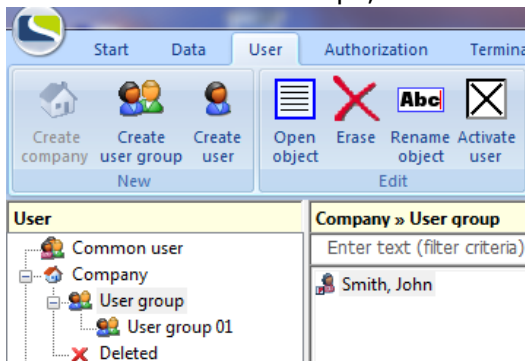 Start Data User Authorization Termina
Create company Create user group Create user Open object Erase Abc Rename object Activate user
New Edit
User Company » User group
Common user Enter text (filter criteria)
Company Smith, John
User group
User group 01
Deleted